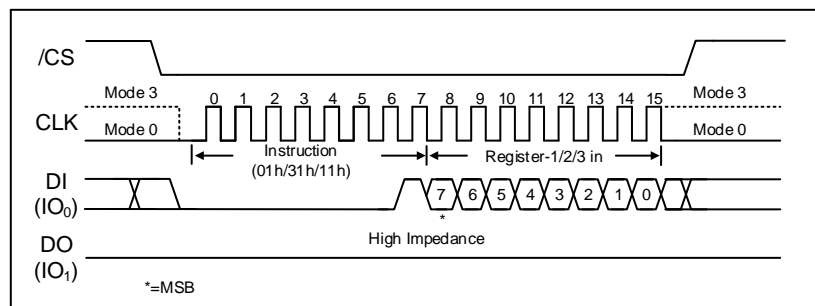 /CS
Mode 3 0 1 2 3 4 5 6 7 8 9 10 11 12 13 14 15 Mode 3
CLK Mode 0 Mode 0
Instruction Register-1/2/3 in
(01h/31h/11h)
DI 7 6 5 4 3 2 1 0
(IO₀) *
High Impedance
DO
(IO₁)
*=MSB